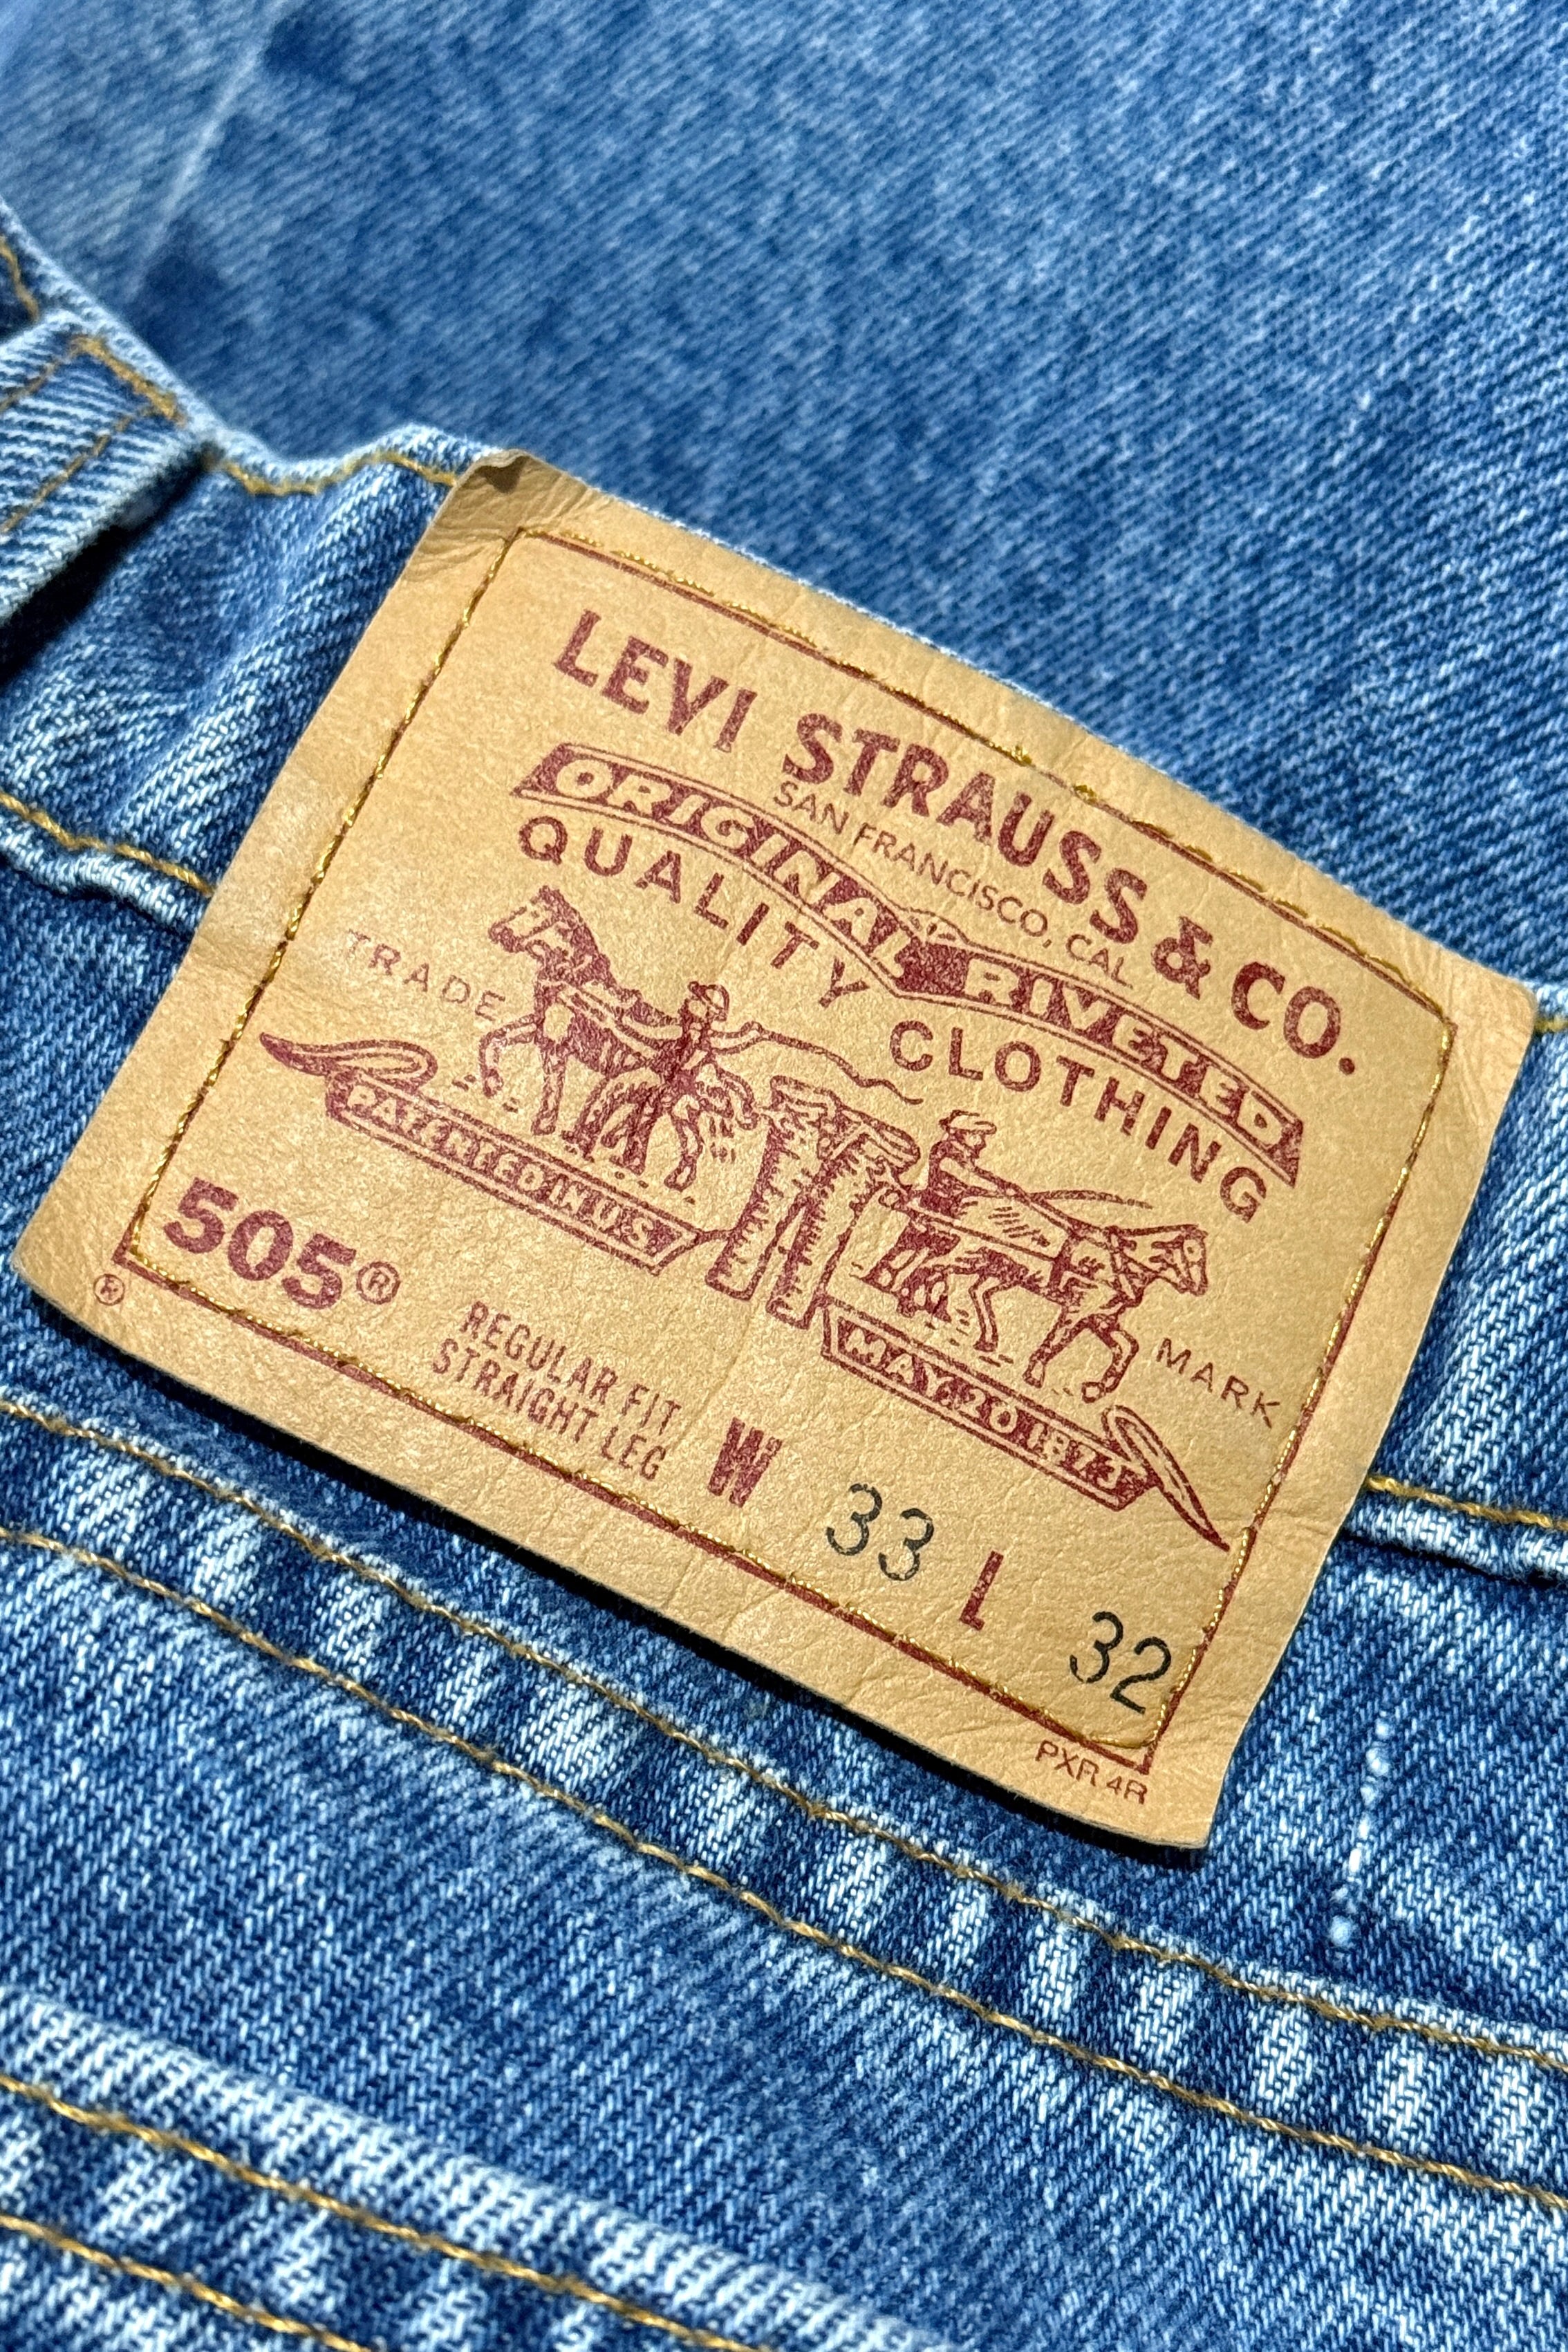 LEVI STRAUSS & CO.
SAN FRANCISCO, CAL
ORIGINAL RIVETED
QUALITY CLOTHING
TRADE MARK
PATENTED IN U S
MAY 20 1873
505®
REGULAR FIT
STRAIGHT LEG
W 33 L 32
®
PXR 4R